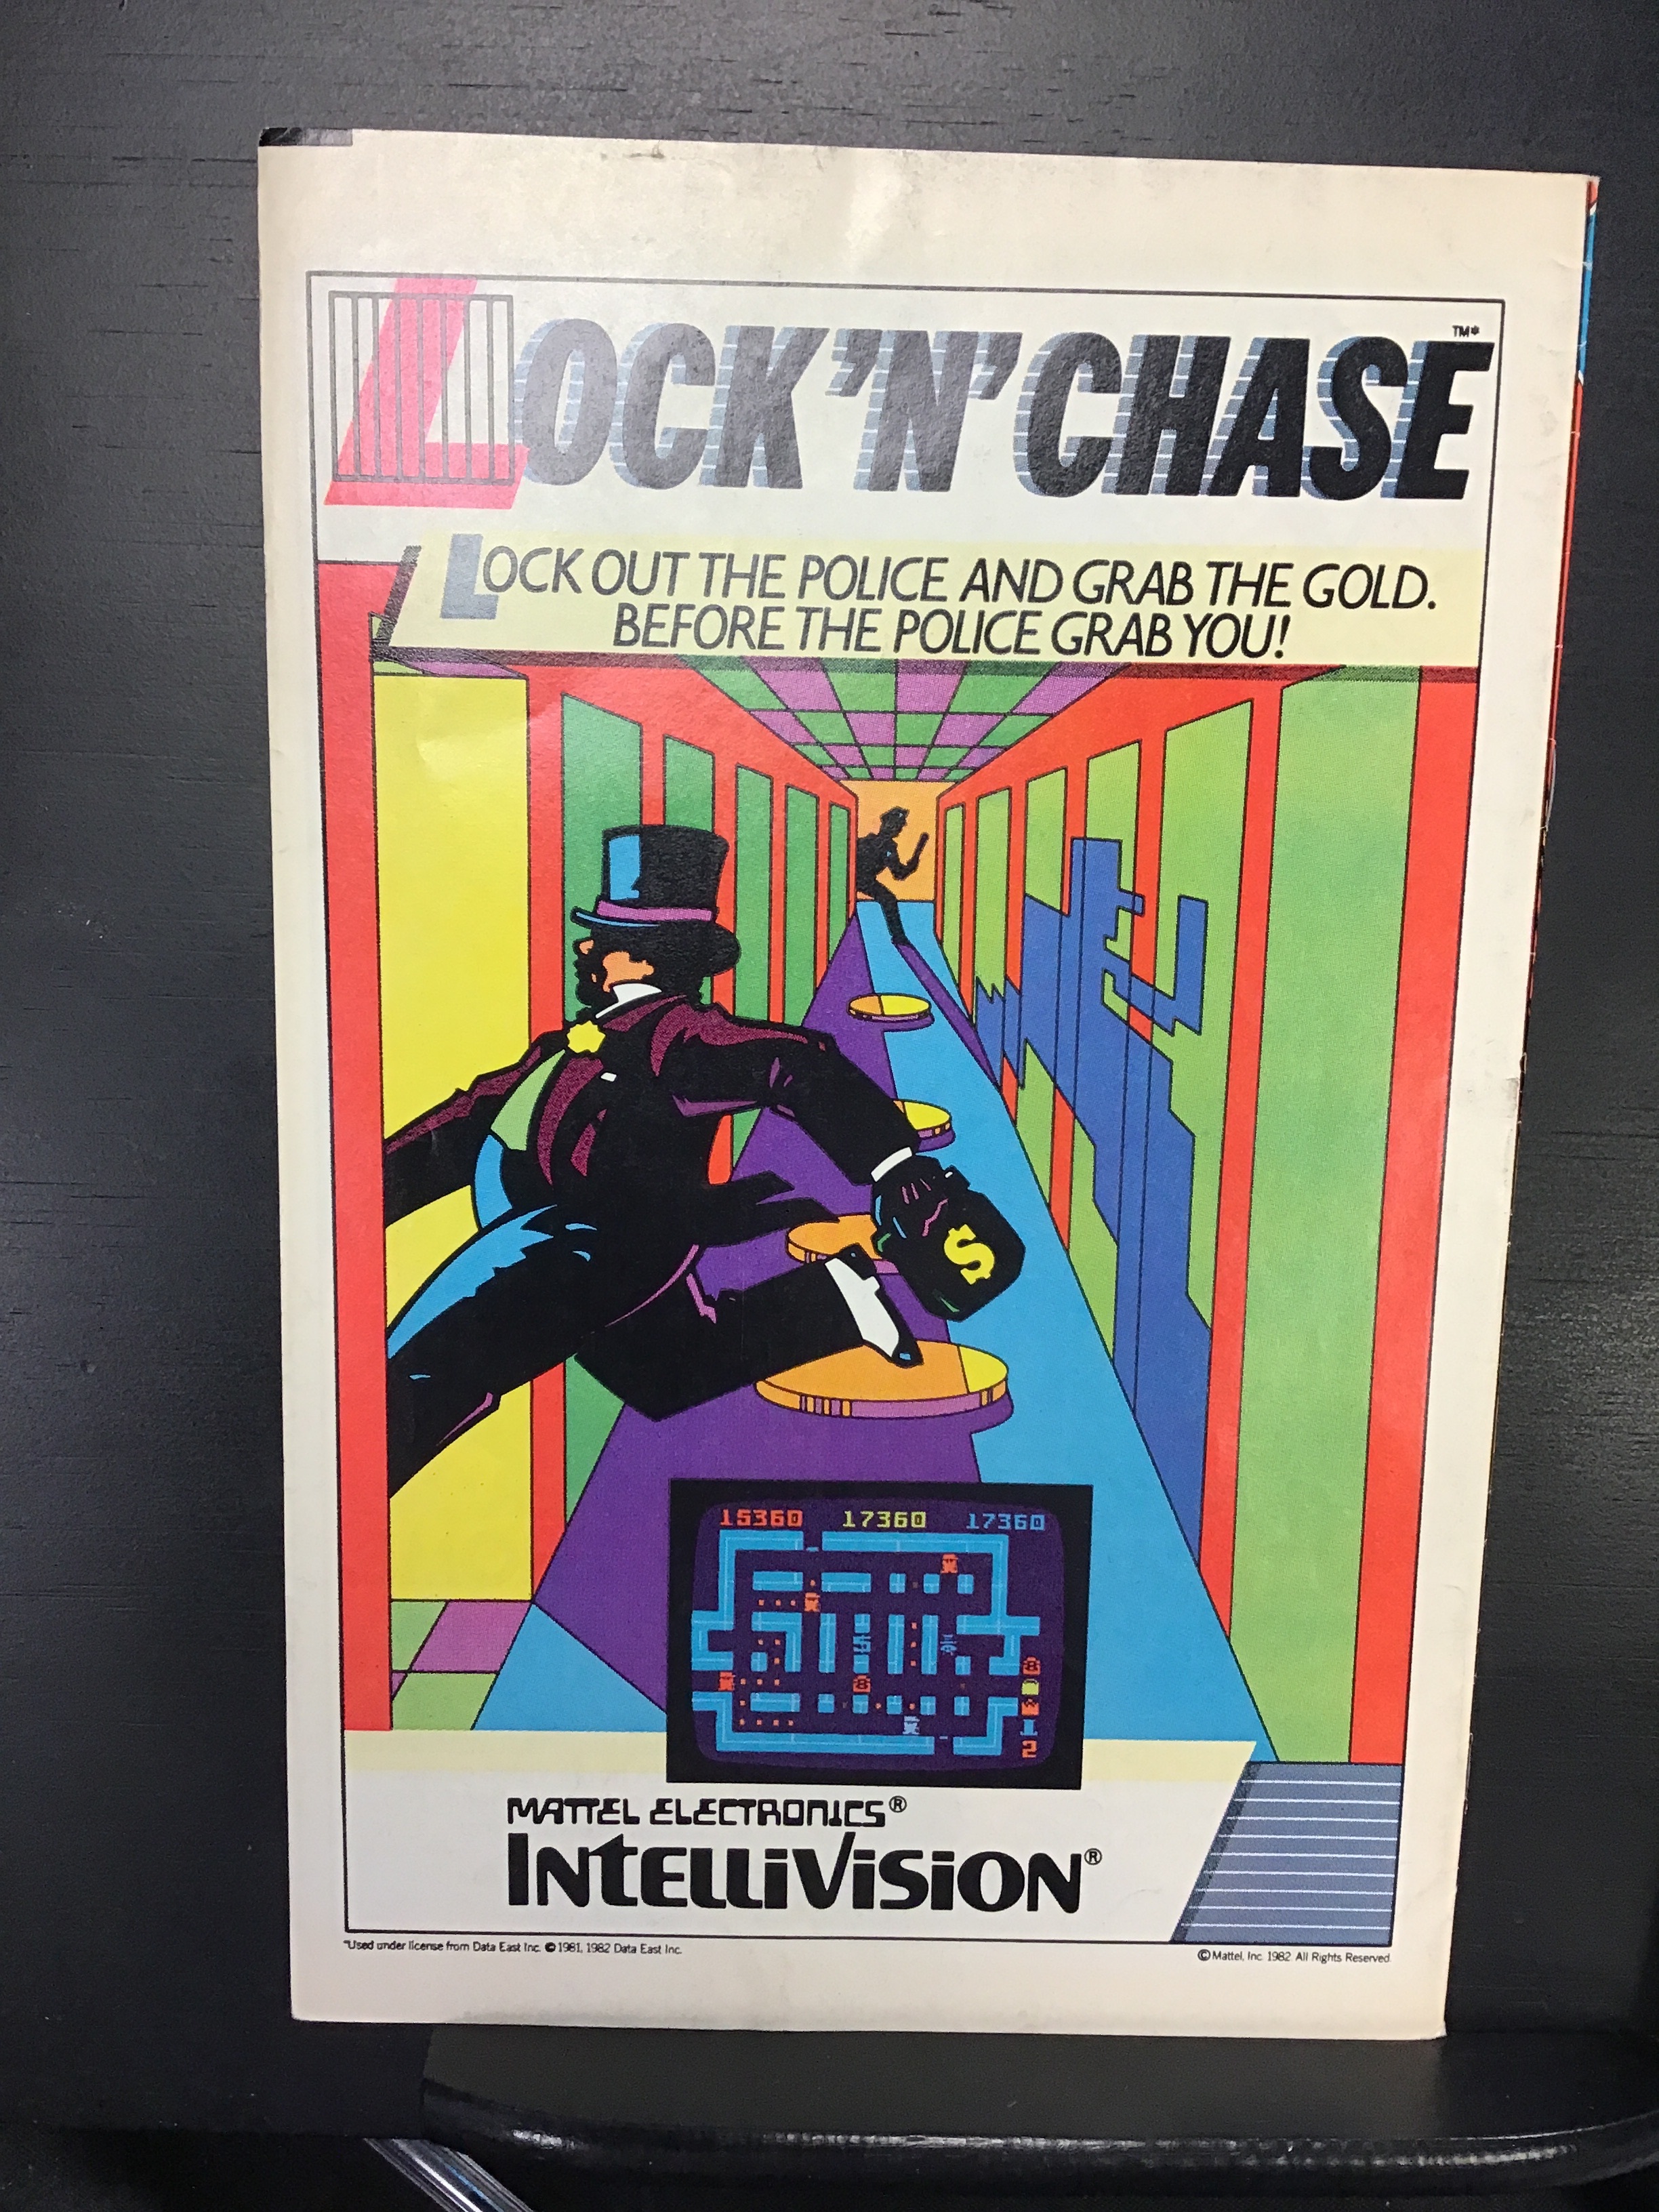 LOCK 'N' CHASE™*
LOCK OUT THE POLICE AND GRAB THE GOLD.
BEFORE THE POLICE GRAB YOU!
$
15360 17360 17360
1
2
MATTEL ELECTRONICS®
INTELLIVISION®
*Used under license from Data East Inc. © 1981, 1982 Data East Inc.
© Mattel, Inc. 1982. All Rights Reserved